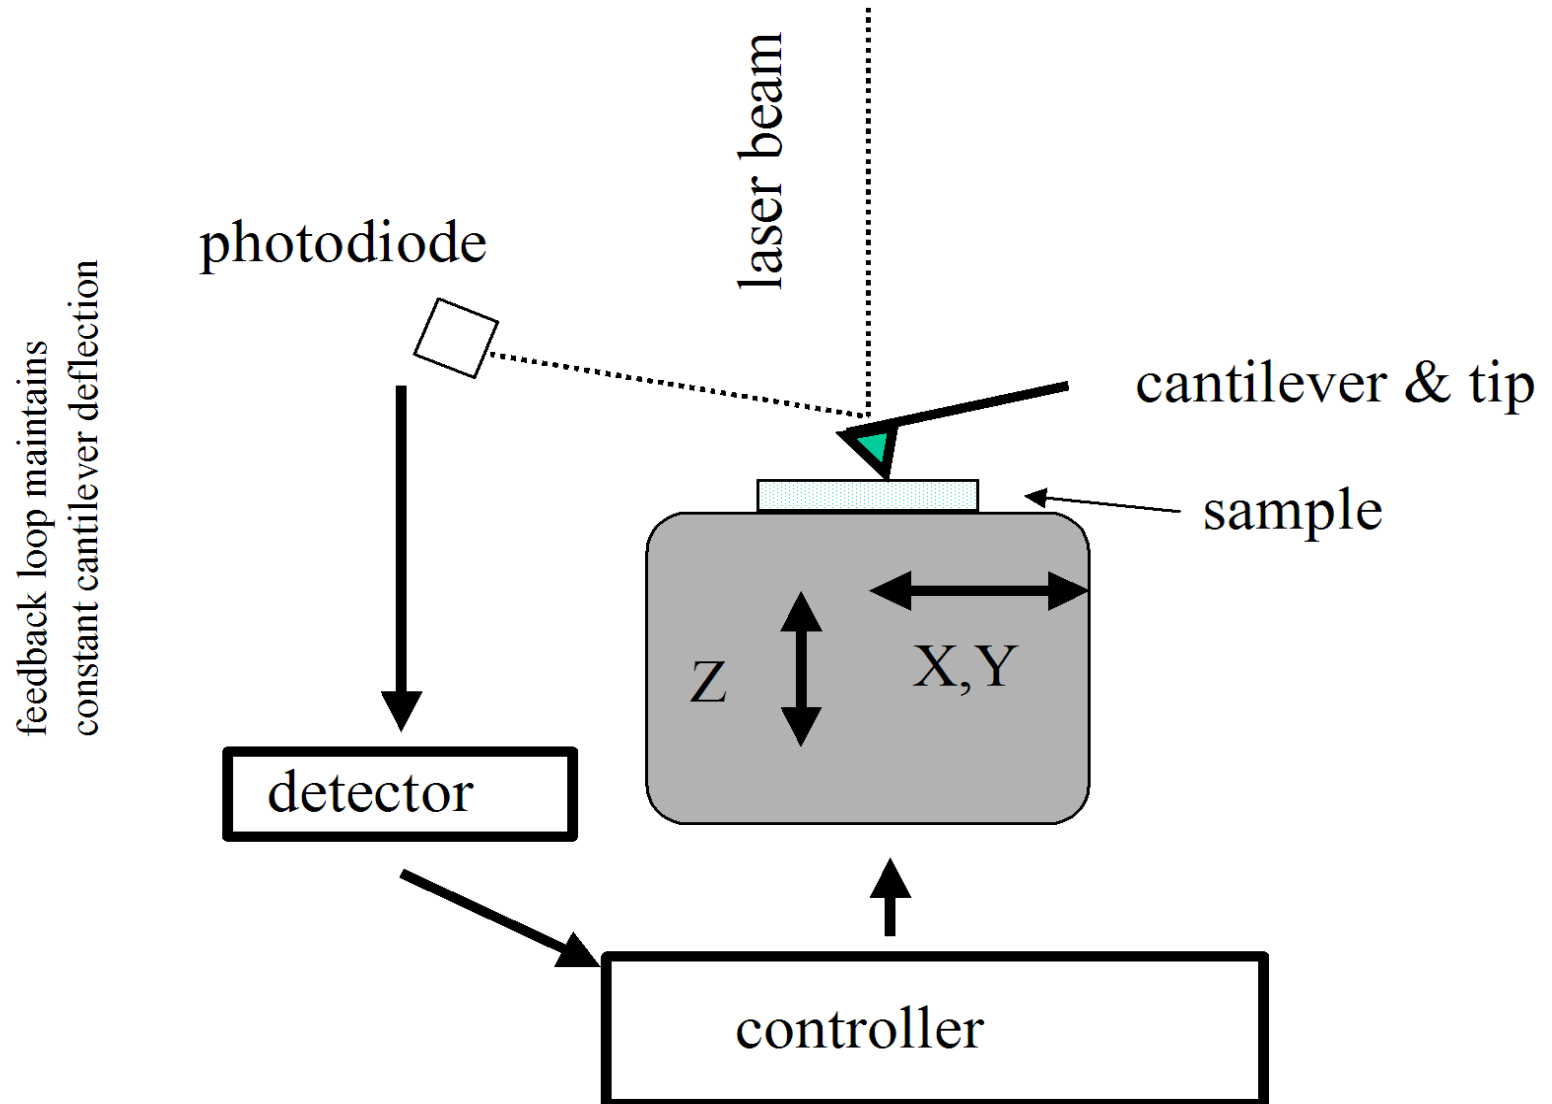 laser beam
photodiode
feedback loop maintains
constant cantilever deflection
cantilever & tip
sample
Z
X,Y
detector
controller